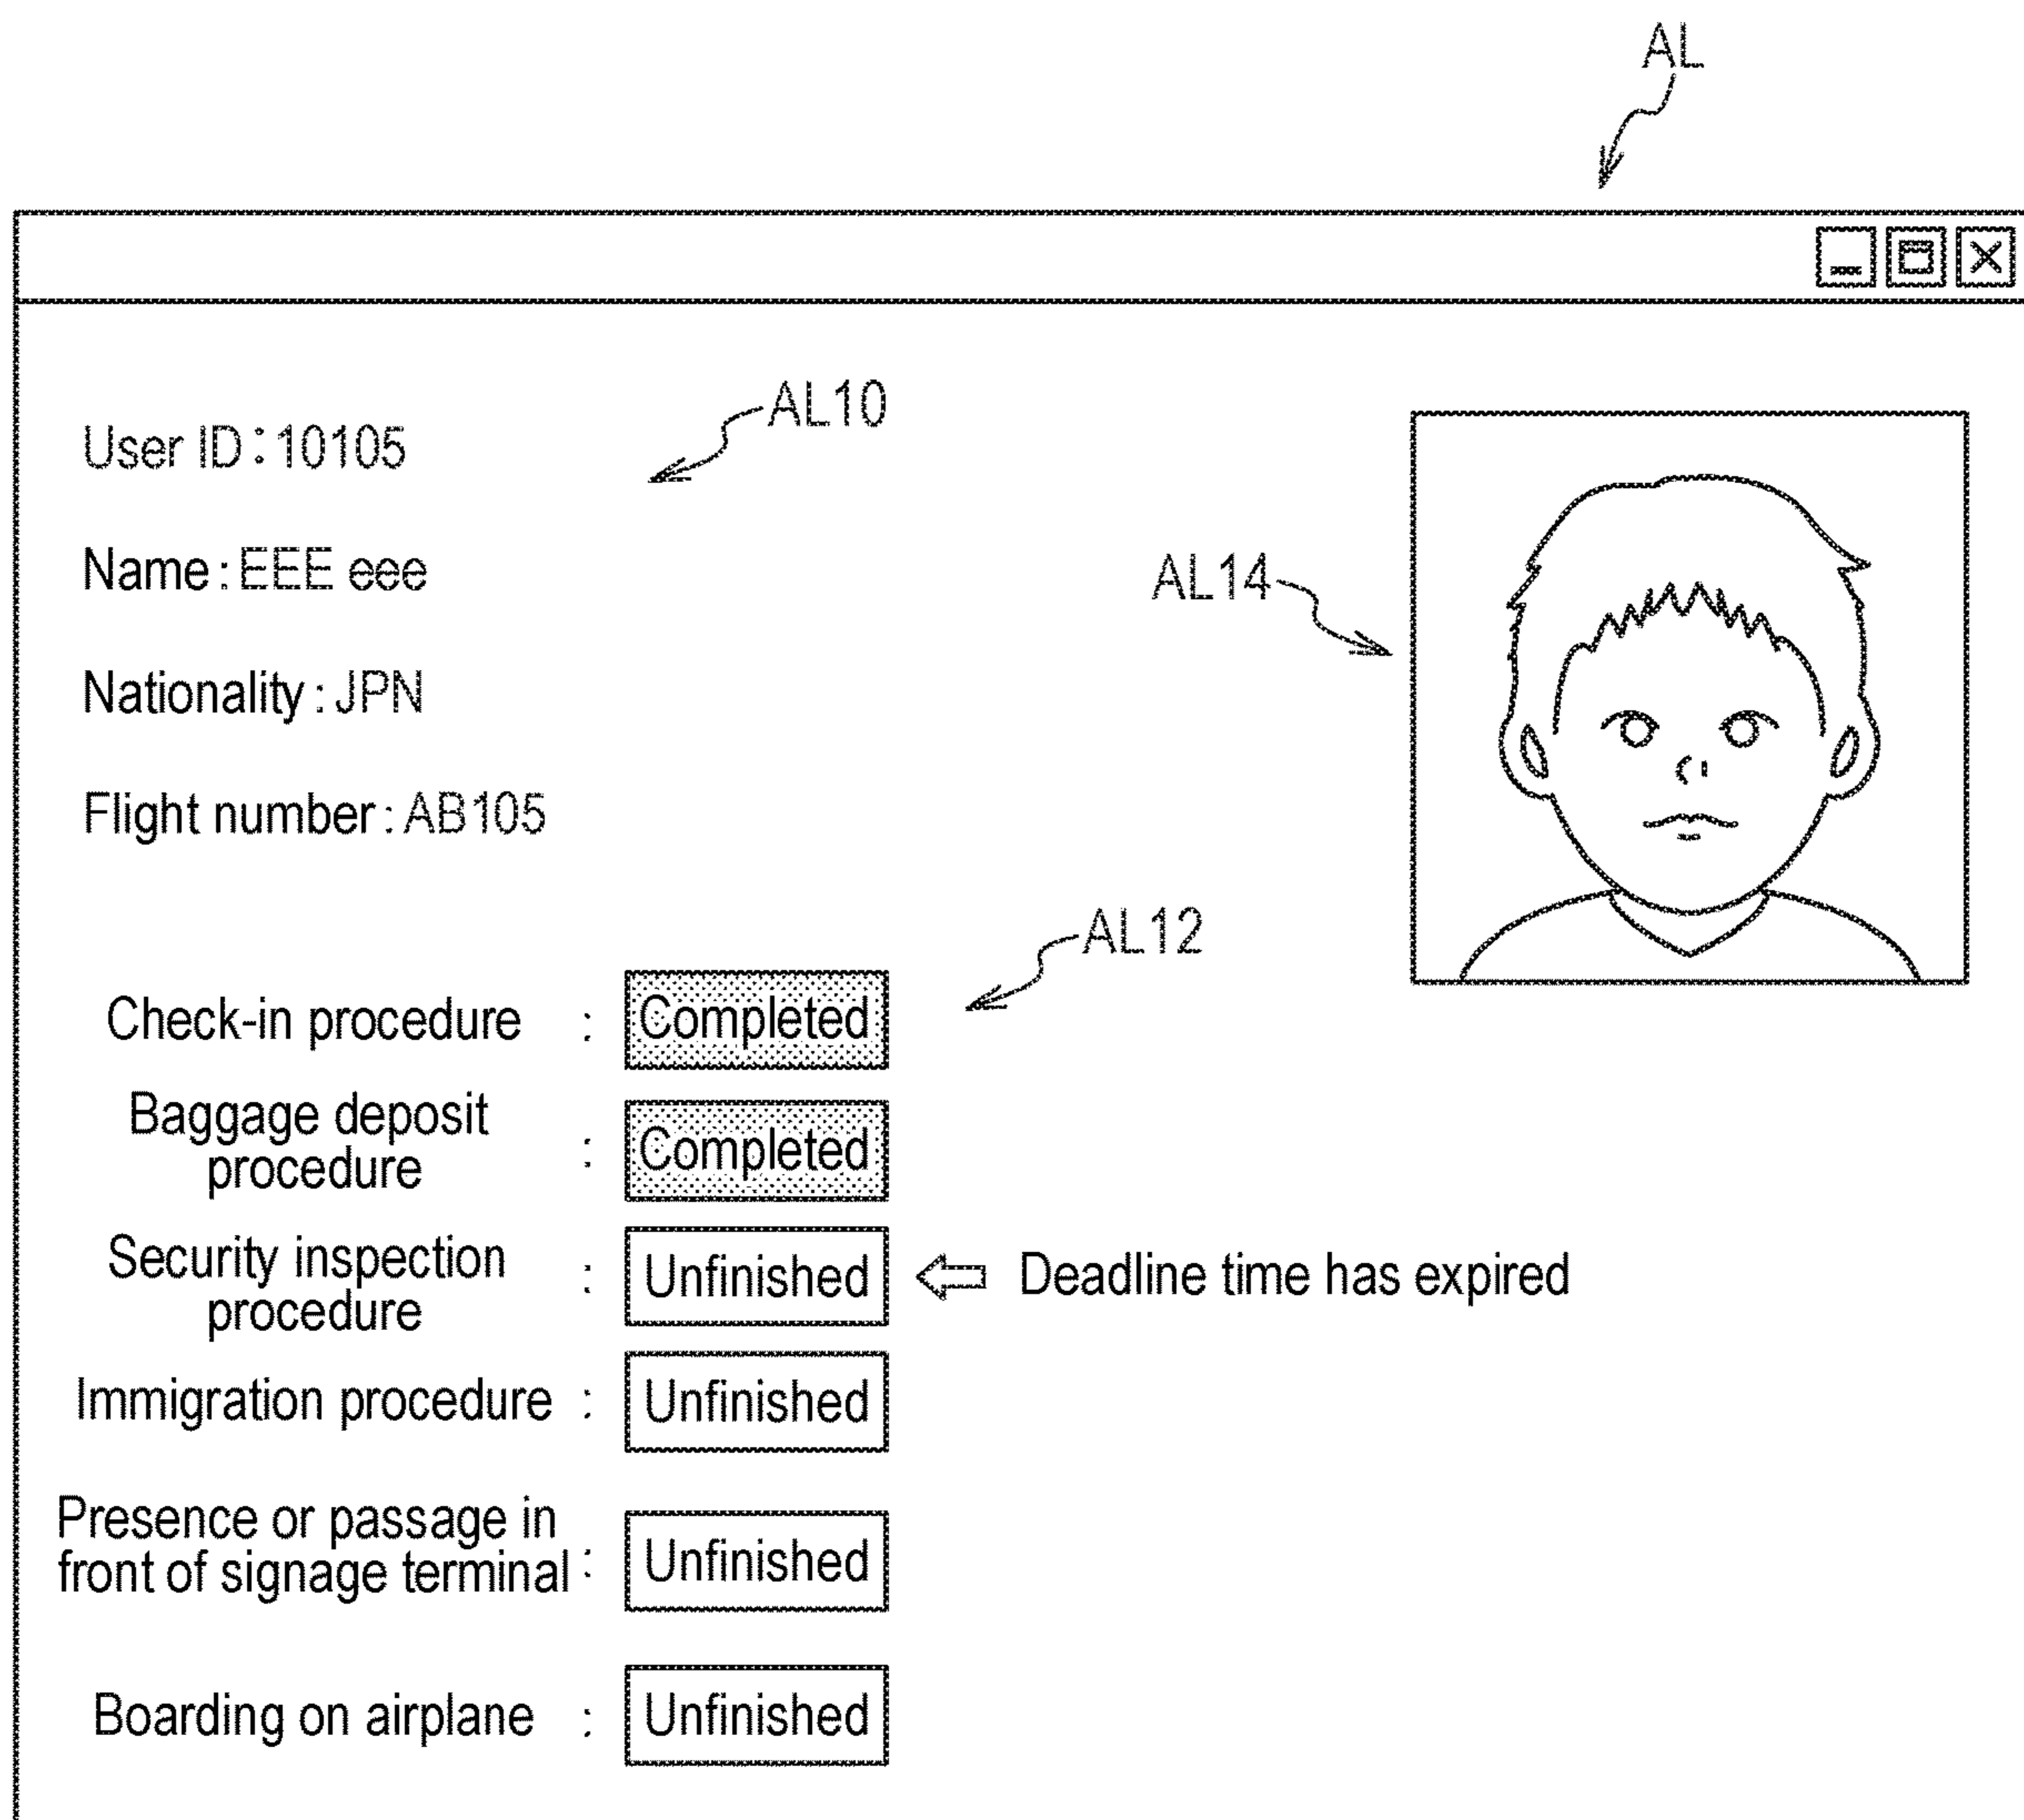 AL
User ID : 10105
AL10
Name : EEE eee
AL14
Nationality : JPN
Flight number : AB105
AL12
Check-in procedure : Completed
Baggage deposit
procedure : Completed
Security inspection
procedure : Unfinished ⇦ Deadline time has expired
Immigration procedure : Unfinished
Presence or passage in
front of signage terminal : Unfinished
Boarding on airplane : Unfinished